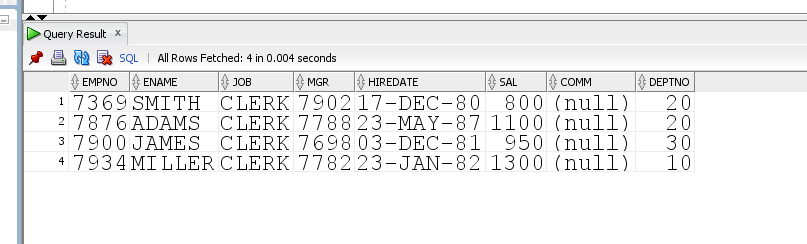 Query Result x
SQL | All Rows Fetched: 4 in 0.004 seconds
EMPNO ENAME JOB MGR HIREDATE SAL COMM DEPTNO
1 7369 SMITH CLERK 7902 17-DEC-80 800 (null) 20
2 7876 ADAMS CLERK 7788 23-MAY-87 1100 (null) 20
3 7900 JAMES CLERK 7698 03-DEC-81 950 (null) 30
4 7934 MILLER CLERK 7782 23-JAN-82 1300 (null) 10